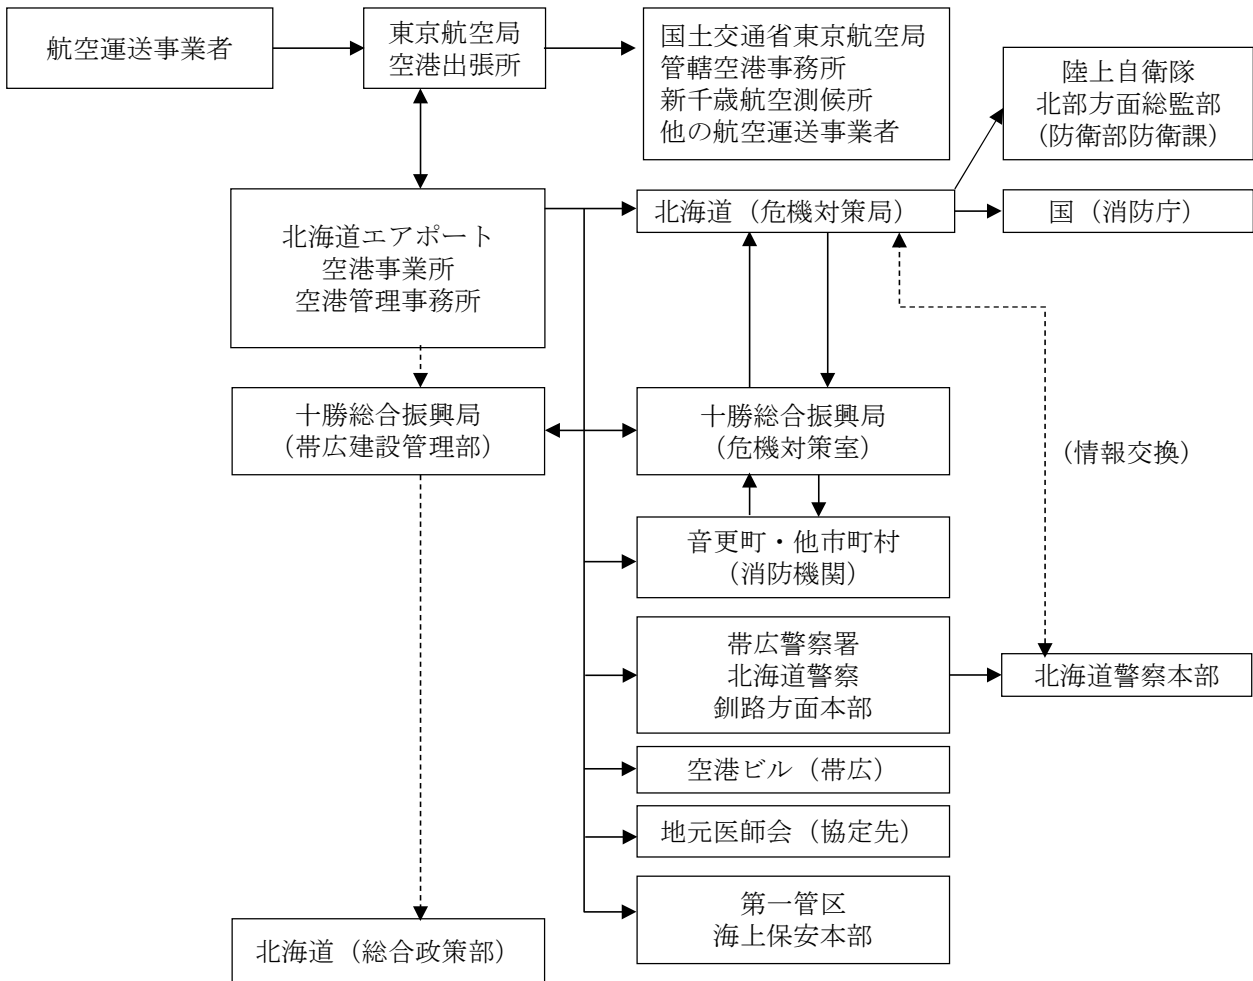 航空運送事業者
東京航空局
空港出張所
国土交通省東京航空局
管轄空港事務所
新千歳航空測候所
他の航空運送事業者
陸上自衛隊
北部方面総監部
(防衛部防衛課)
北海道エアポート
空港事業所
空港管理事務所
北海道(危機対策局)
国(消防庁)
十勝総合振興局
(帯広建設管理部)
十勝総合振興局
(危機対策室)
(情報交換)
音更町・他市町村
(消防機関)
帯広警察署
北海道警察
釧路方面本部
北海道警察本部
空港ビル(帯広)
地元医師会(協定先)
第一管区
海上保安本部
北海道(総合政策部)